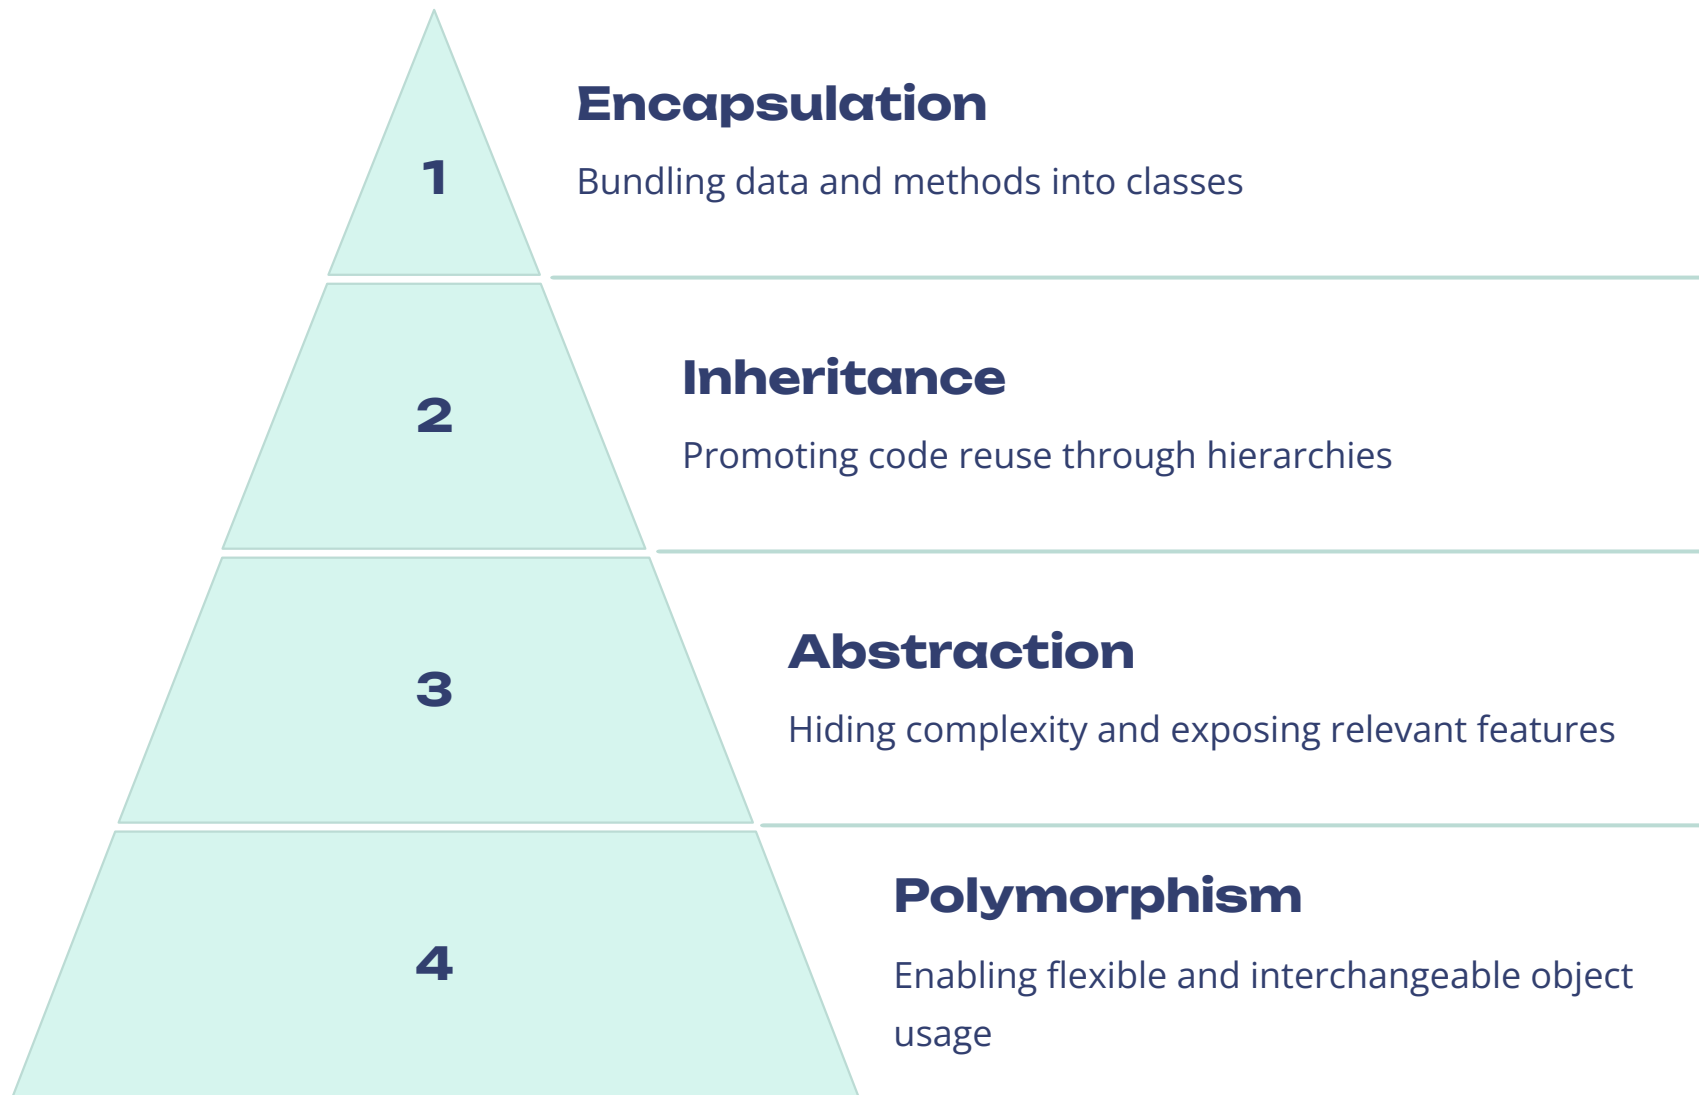 Encapsulation
1
Bundling data and methods into classes
Inheritance
2
Promoting code reuse through hierarchies
Abstraction
3
Hiding complexity and exposing relevant features
Polymorphism
4
Enabling flexible and interchangeable object
usage